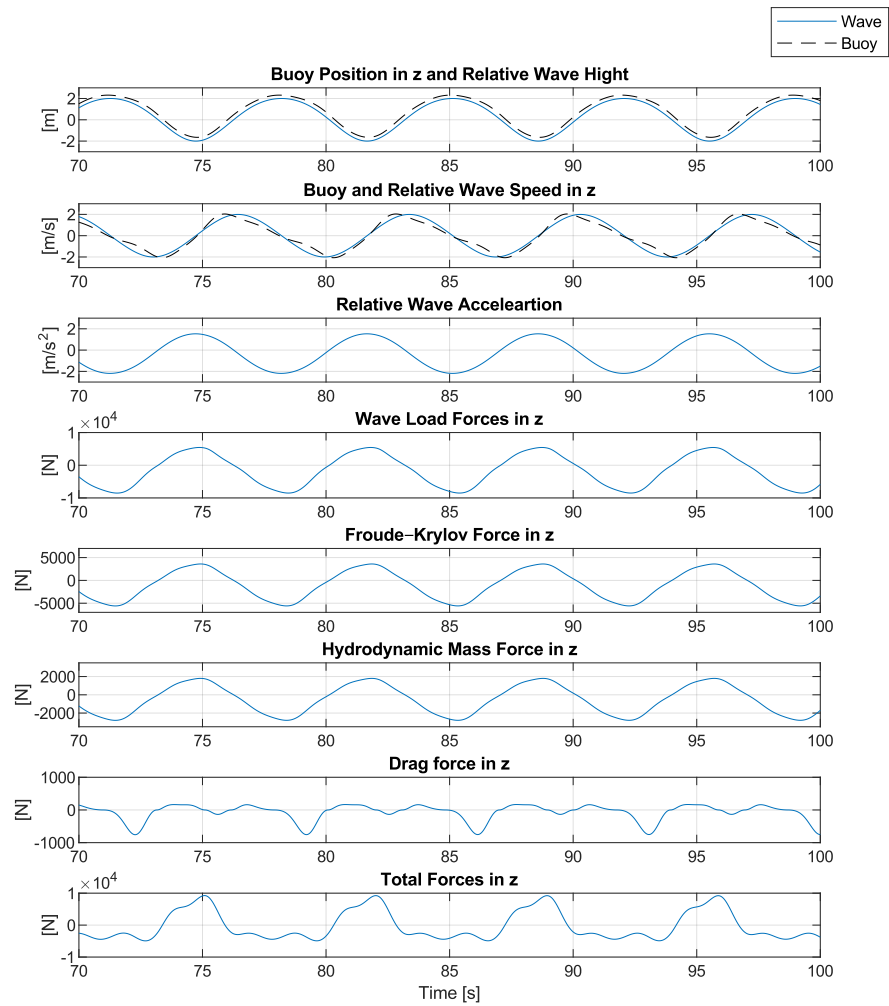 Wave
Buoy
Buoy Position in z and Relative Wave Hight
[m]
2
0
-2
70 75 80 85 90 95 100
Buoy and Relative Wave Speed in z
[m/s]
2
0
-2
70 75 80 85 90 95 100
Relative Wave Acceleartion
[m/s²]
2
0
-2
70 75 80 85 90 95 100
Wave Load Forces in z
×10⁴
[N]
1
0
-1
70 75 80 85 90 95 100
Froude−Krylov Force in z
[N]
5000
0
-5000
70 75 80 85 90 95 100
Hydrodynamic Mass Force in z
[N]
2000
0
-2000
70 75 80 85 90 95 100
Drag force in z
[N]
1000
0
-1000
70 75 80 85 90 95 100
Total Forces in z
×10⁴
[N]
1
0
-1
70 75 80 85 90 95 100
Time [s]